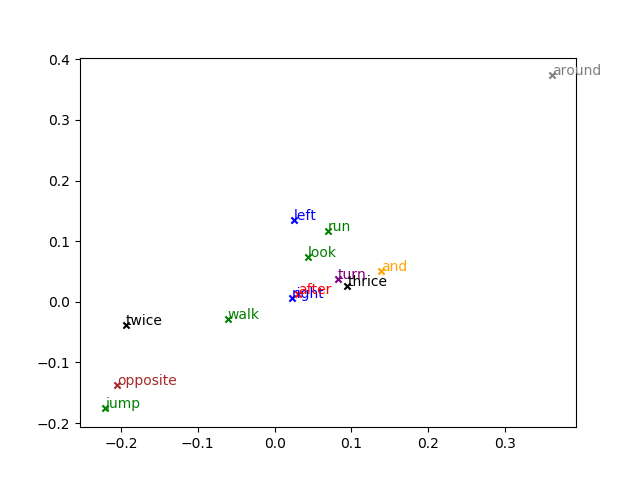 0.4
around
0.3
0.2
left
run
0.1
look
and
turn
thrice
after
right
0.0
walk
twice
−0.1
opposite
jump
−0.2
−0.2 −0.1 0.0 0.1 0.2 0.3